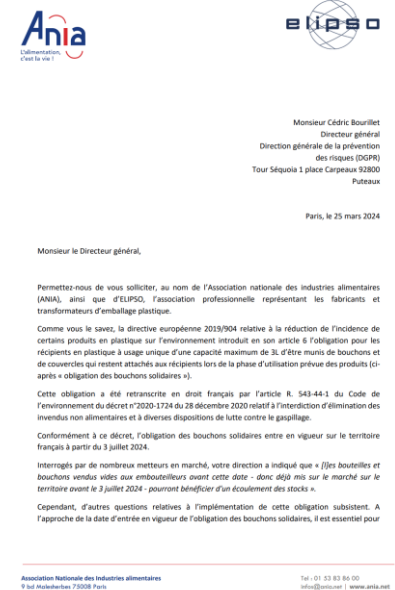 Ania
L'alimentation,
c'est la vie !
elipso
Monsieur Cédric Bourillet
Directeur général
Direction générale de la prévention
des risques (DGPR)
Tour Séquoia 1 place Carpeaux 92800
Puteaux
Paris, le 25 mars 2024
Monsieur le Directeur général,
Permettez-nous de vous solliciter, au nom de l'Association nationale des industries alimentaires
(ANIA), ainsi que d'ELIPSO, l'association professionnelle représentant les fabricants et
transformateurs d'emballage plastique.
Comme vous le savez, la directive européenne 2019/904 relative à la réduction de l'incidence de
certains produits en plastique sur l'environnement introduit en son article 6 l'obligation pour les
récipients en plastique à usage unique d'une capacité maximum de 3L d'être munis de bouchons et
de couvercles qui restent attachés aux récipients lors de la phase d'utilisation prévue des produits (ci-
après « obligation des bouchons solidaires »).
Cette obligation a été retranscrite en droit français par l'article R. 543-44-1 du Code de
l'environnement du décret n°2020-1724 du 28 décembre 2020 relatif à l'interdiction d'élimination des
invendus non alimentaires et à diverses dispositions de lutte contre le gaspillage.
Conformément à ce décret, l'obligation des bouchons solidaires entre en vigueur sur le territoire
français à partir du 3 juillet 2024.
Interrogés par de nombreux metteurs en marché, votre direction a indiqué que « [l]es bouteilles et
bouchons vendus vides aux embouteilleurs avant cette date - donc déjà mis sur le marché sur le
territoire avant le 3 juillet 2024 - pourront bénéficier d'un écoulement des stocks ».
Cependant, d'autres questions relatives à l'implémentation de cette obligation subsistent. A
l'approche de la date d'entrée en vigueur de l'obligation des bouchons solidaires, il est essentiel pour
Association Nationale des Industries alimentaires
9 bd Malesherbes 75008 Paris
Tel : 01 53 83 86 00
infos@ania.net | www.ania.net